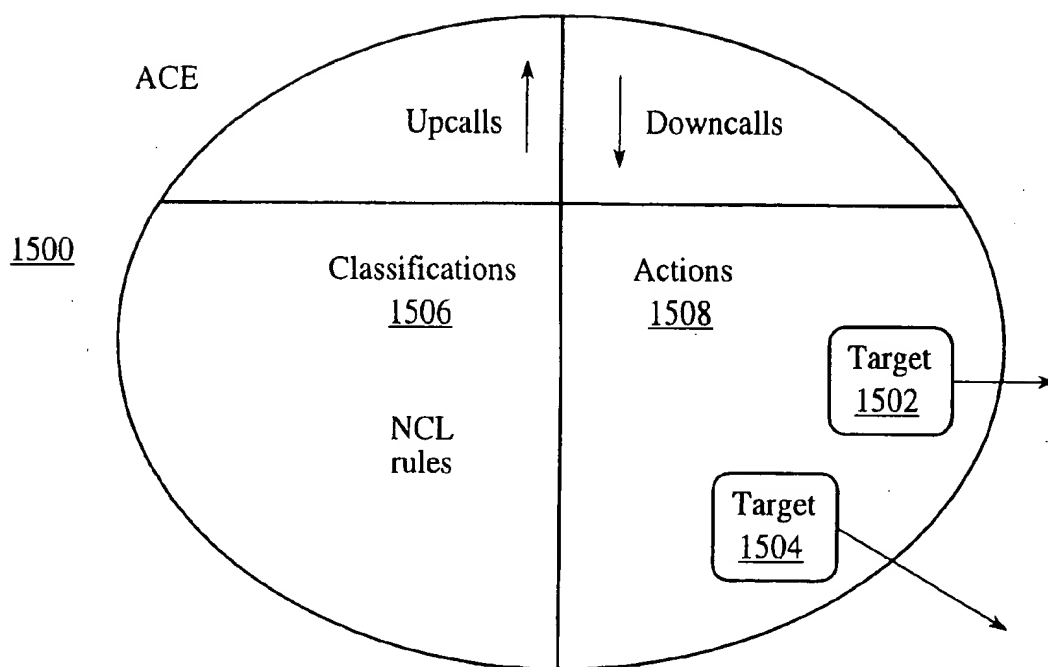 ACE
Upcalls
Downcalls
1500
Classifications
1506
Actions
1508
Target
1502
NCL
rules
Target
1504